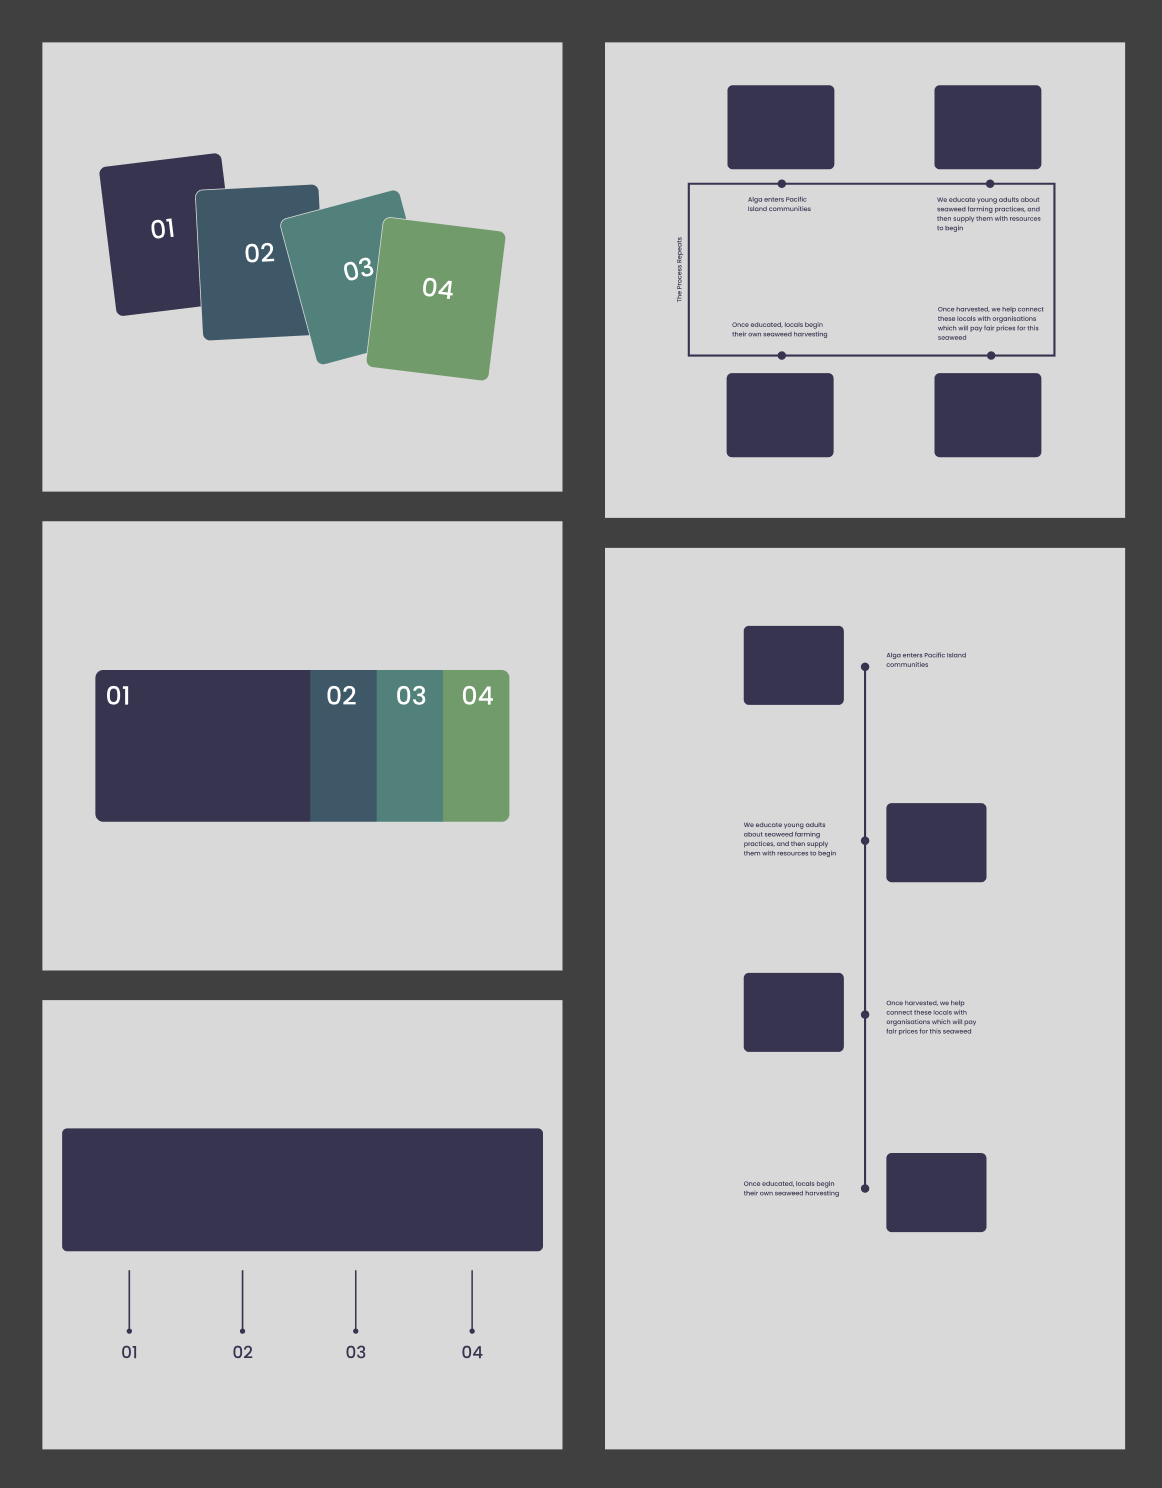 01
02
03
04
01
02
03
04
01
02
03
04
Alga enters Pacific
Island communities
We educate young adults about
seaweed farming practices, and
then supply them with resources
to begin
The Process Repeats
Once educated, locals begin
their own seaweed harvesting
Once harvested, we help connect
these locals with organisations
which will pay fair prices for this
seaweed
Alga enters Pacific Island
communities
We educate young adults
about seaweed farming
practices, and then supply
them with resources to begin
Once harvested, we help
connect these locals with
organisations which will pay
fair prices for this seaweed
Once educated, locals begin
their own seaweed harvesting